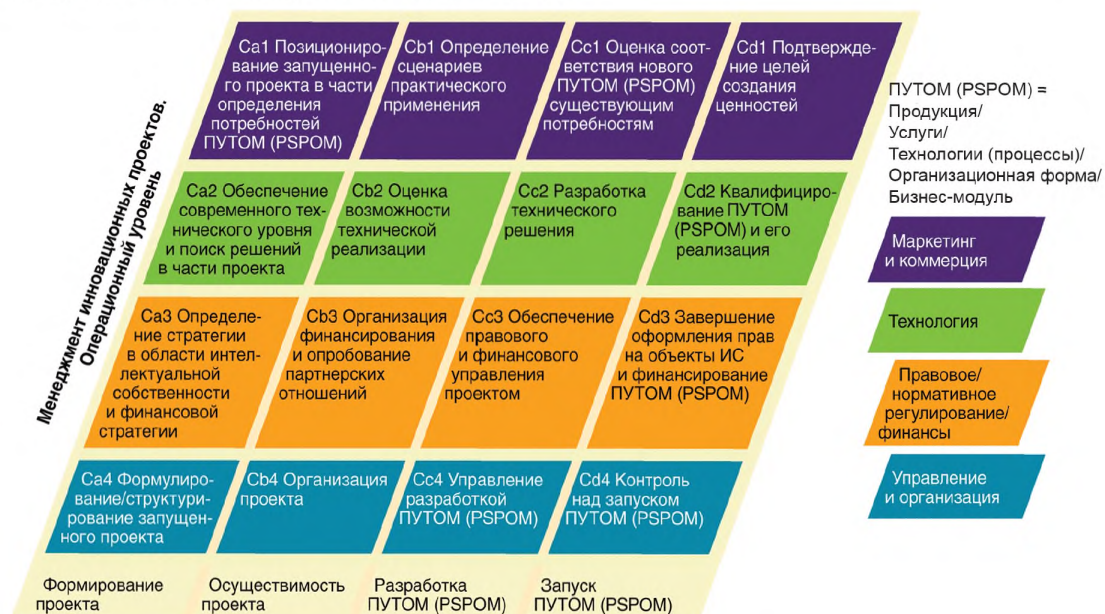 Менеджмент инновационных проектов.
Операционный уровень
Ca1 Позициониро-
вание запущенно-
го проекта в части
определения
потребностей
ПУТОМ (PSPOM)
Cb1 Определение
сценариев
практического
применения
Cc1 Оценка соот-
ветствия нового
ПУТОМ (PSPOM)
существующим
потребностям
Cd1 Подтвержде-
ние целей
создания
ценностей
Ca2 Обеспечение
современного тех-
нического уровня
и поиск решений
в части проекта
Cb2 Оценка
возможности
технической
реализации
Cc2 Разработка
технического
решения
Cd2 Квалифициро-
вание ПУТОМ
(PSPOM) и его
реализация
Ca3 Определе-
ние стратегии
в области интел-
лектуальной
собственности
и финансовой
стратегии
Cb3 Организация
финансирования
и опробование
партнерских
отношений
Cc3 Обеспечение
правового
и финансового
управления
проектом
Cd3 Завершение
оформления прав
на объекты ИС
и финансирование
ПУТОМ (PSPOM)
Ca4 Формулиро-
вание/структури-
рование запущен-
ного проекта
Cb4 Организация
проекта
Cc4 Управление
разработкой
ПУТОМ (PSPOM)
Cd4 Контроль
над запуском
ПУТОМ (PSPOM)
Формирование
проекта
Осуществимость
проекта
Разработка
ПУТОМ (PSPOM)
Запуск
ПУТОМ (PSPOM)
ПУТОМ (PSPOM) =
Продукция/
Услуги/
Технологии (процессы)/
Организационная форма/
Бизнес-модуль
Маркетинг
и коммерция
Технология
Правовое/
нормативное
регулирование/
финансы
Управление
и организация